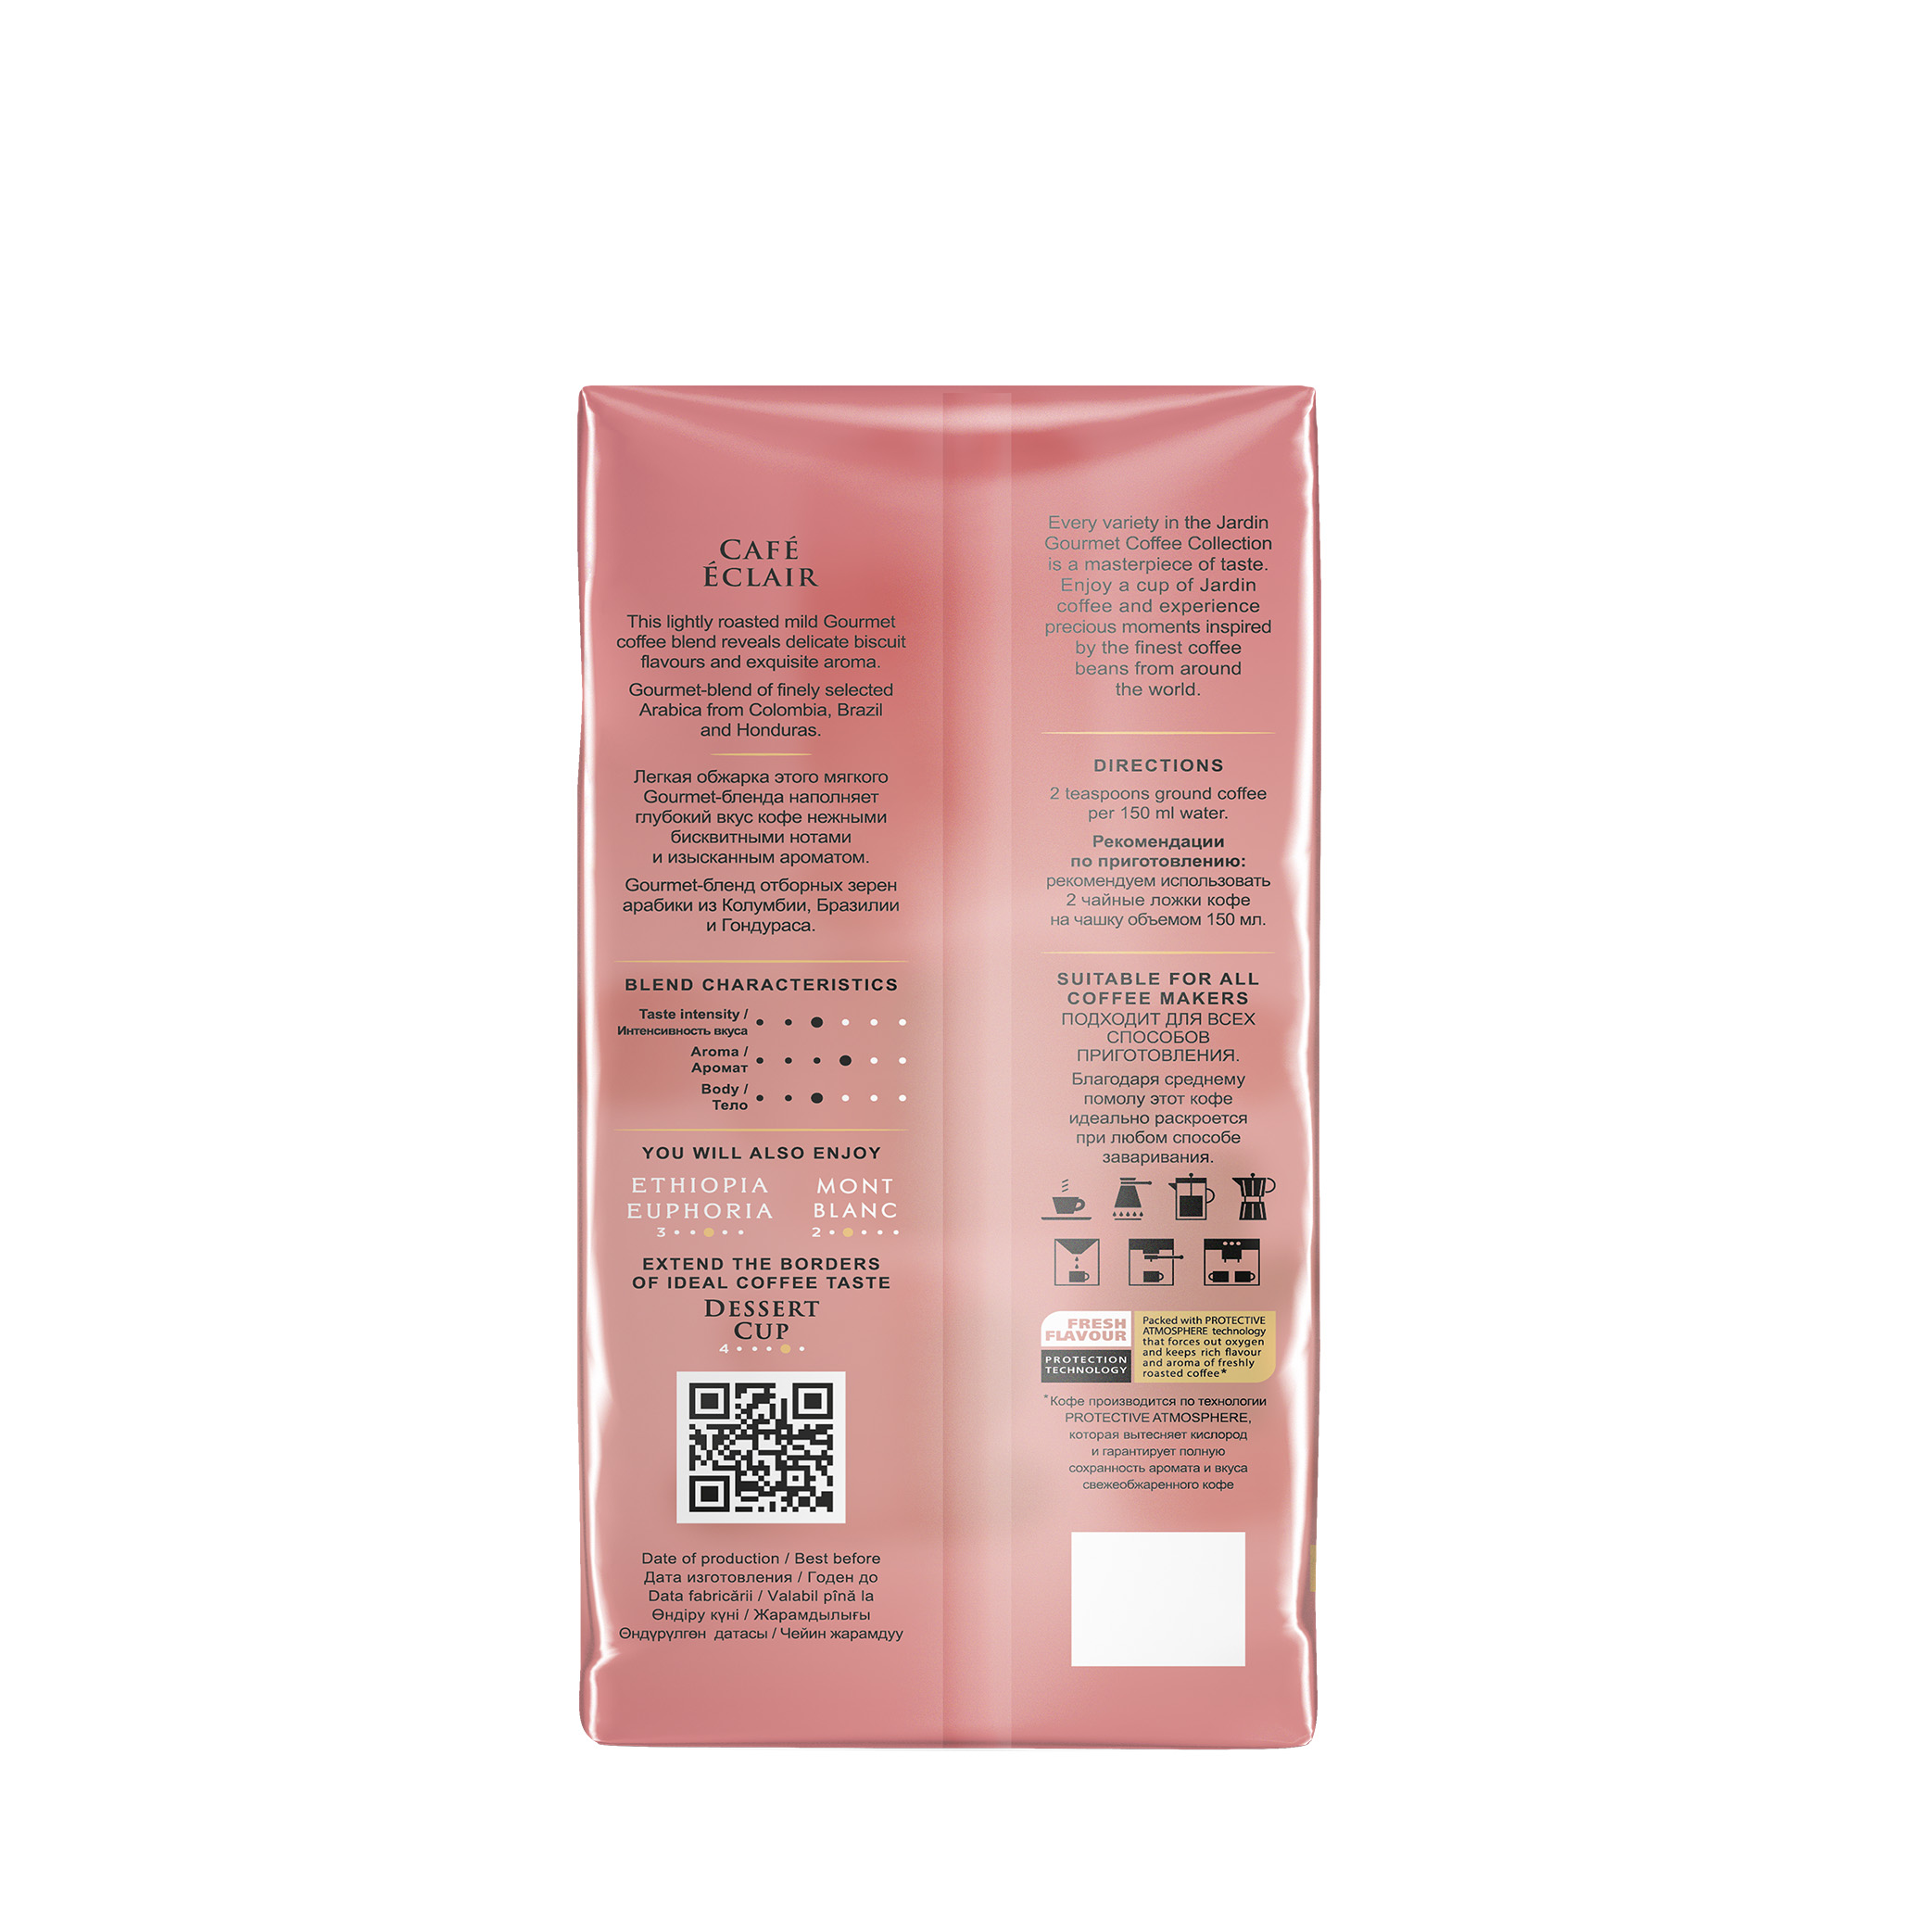 CAFÉ
ÉCLAIR
This lightly roasted mild Gourmet
coffee blend reveals delicate biscuit
flavours and exquisite aroma.
Gourmet-blend of finely selected
Arabica from Colombia, Brazil
and Honduras.
Легкая обжарка этого мягкого
Gourmet-бленда наполняет
глубокий вкус кофе нежными
бисквитными нотами
и изысканным ароматом.
Gourmet-бленд отборных зерен
арабики из Колумбии, Бразилии
и Гондураса.
BLEND CHARACTERISTICS
Taste intensity /
Интенсивность вкуса
Aroma /
Аромат
Body /
Тело
YOU WILL ALSO ENJOY
ETHIOPIA
EUPHORIA
3
MONT
BLANC
2
EXTEND THE BORDERS
OF IDEAL COFFEE TASTE
DESSERT
CUP
4
Date of production / Best before
Дата изготовления / Годен до
Data fabricării / Valabil pînă la
Өндіру күні / Жарамдылығы
Өндүрүлгөн датасы / Чейин жарамдуу
Every variety in the Jardin
Gourmet Coffee Collection
is a masterpiece of taste.
Enjoy a cup of Jardin
coffee and experience
precious moments inspired
by the finest coffee
beans from around
the world.
DIRECTIONS
2 teaspoons ground coffee
per 150 ml water.
Рекомендации
по приготовлению:
рекомендуем использовать
2 чайные ложки кофе
на чашку объемом 150 мл.
SUITABLE FOR ALL
COFFEE MAKERS
ПОДХОДИТ ДЛЯ ВСЕХ
СПОСОБОВ
ПРИГОТОВЛЕНИЯ.
Благодаря среднему
помолу этот кофе
идеально раскроется
при любом способе
заваривания.
FRESH
FLAVOUR
PROTECTION
TECHNOLOGY
Packed with PROTECTIVE
ATMOSPHERE technology
that forces out oxygen
and keeps rich flavour
and aroma of freshly
roasted coffee*
*Кофе производится по технологии
PROTECTIVE ATMOSPHERE,
которая вытесняет кислород
и гарантирует полную
сохранность аромата и вкуса
свежеобжаренного кофе